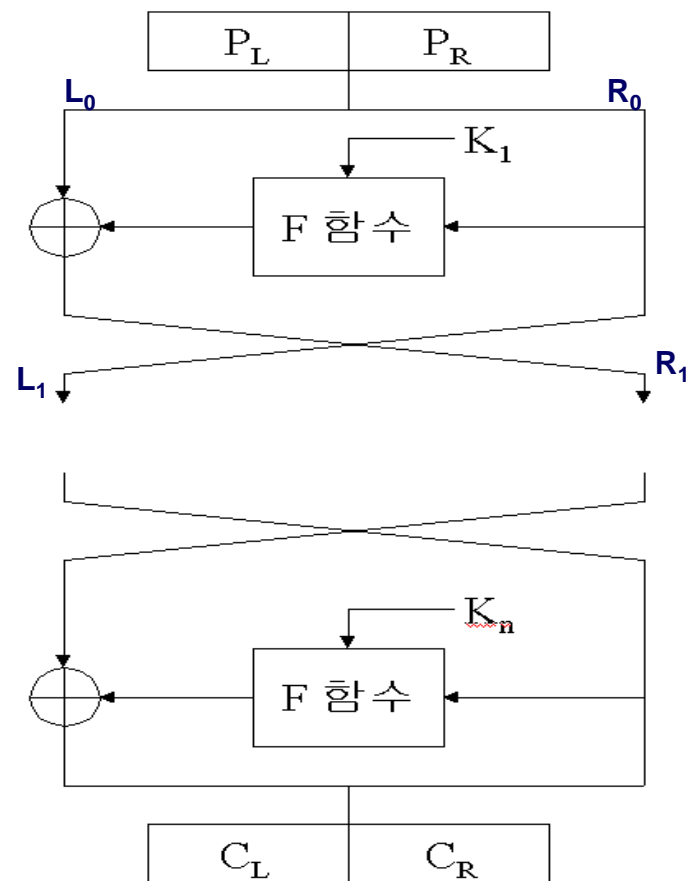 P_L P_R
L_0 R_0
K_1
F 함수
L_1 R_1
K_n
F 함수
C_L C_R